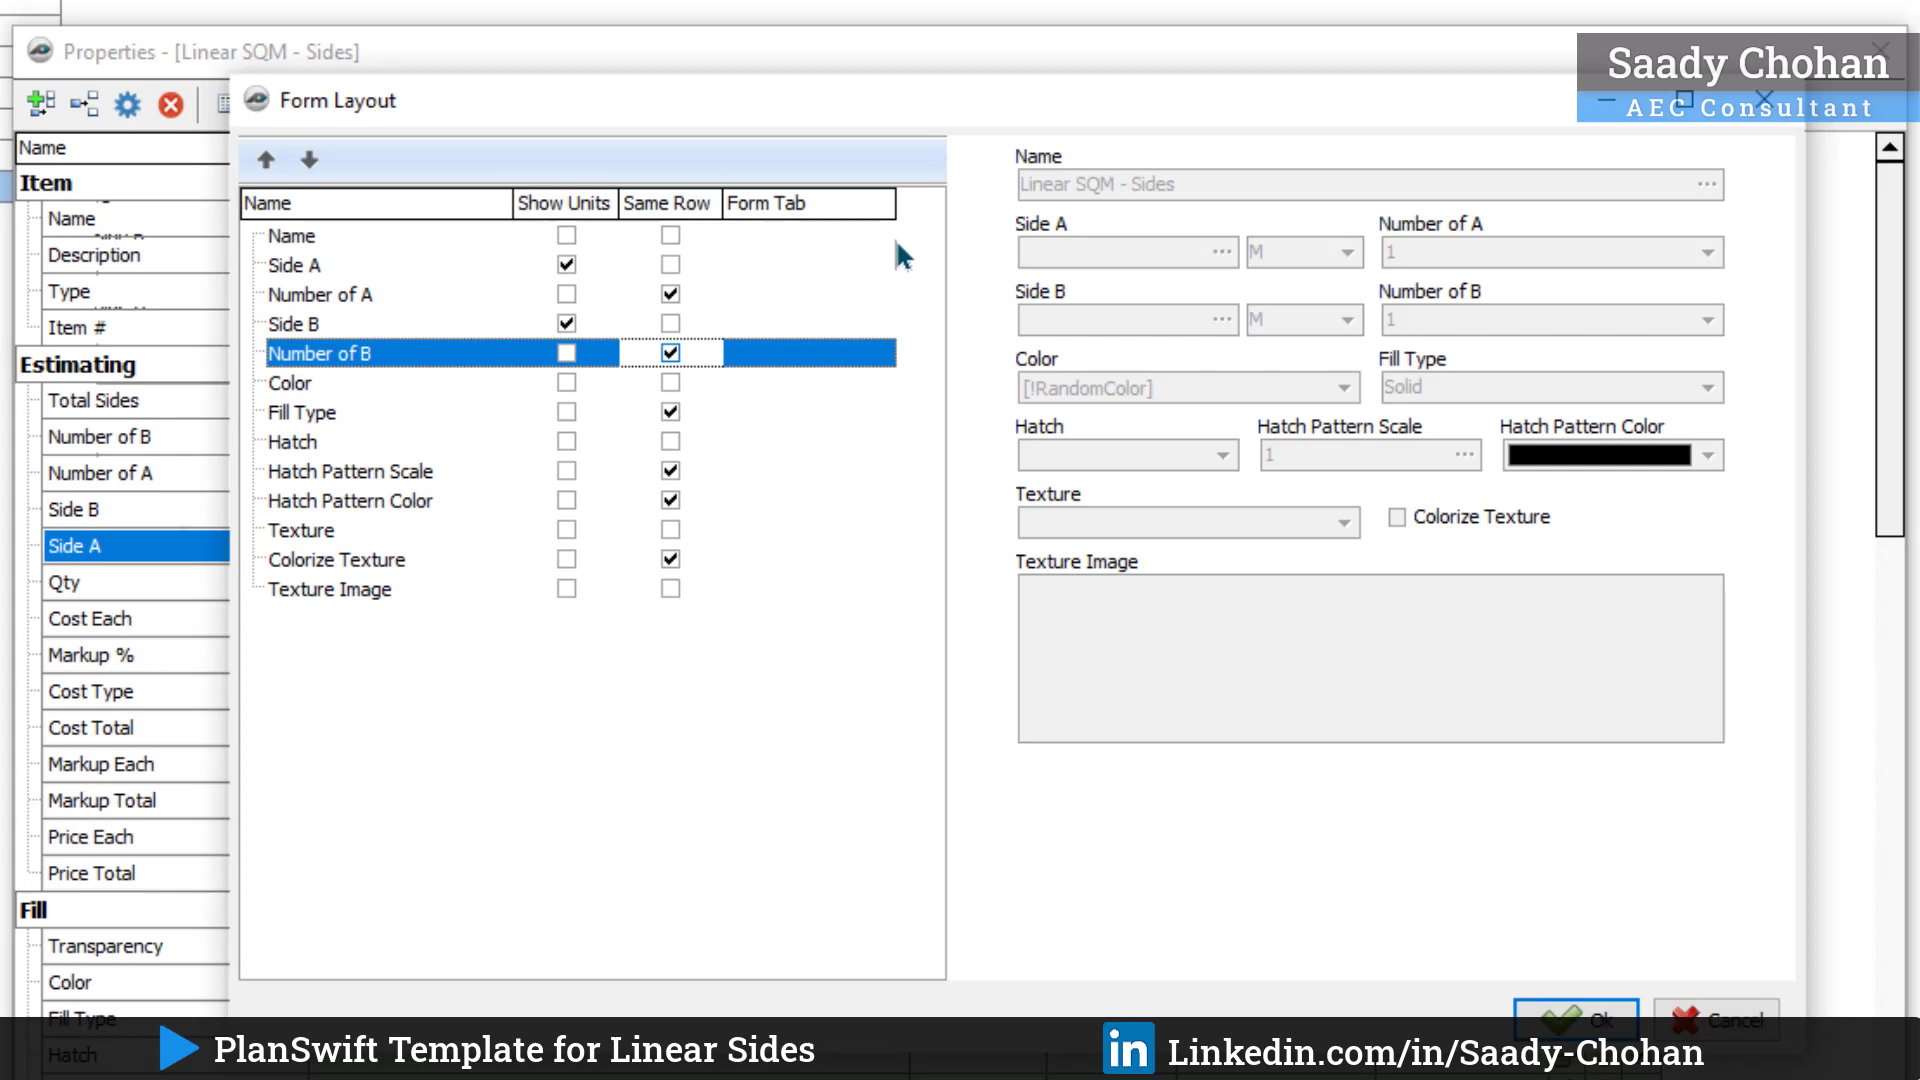 Properties - [Linear SQM - Sides]
Saady Chohan
AEC Consultant
Form Layout
Name
Item
Name
Description
Type
Item #
Estimating
Total Sides
Number of B
Number of A
Side B
Side A
Qty
Cost Each
Markup %
Cost Type
Cost Total
Markup Each
Markup Total
Price Each
Price Total
Fill
Transparency
Color
Fill Type
Hatch
Name Show Units Same Row Form Tab
Name
Side A
Number of A
Side B
Number of B
Color
Fill Type
Hatch
Hatch Pattern Scale
Hatch Pattern Color
Texture
Colorize Texture
Texture Image
Name
Linear SQM - Sides ...
Side A Number of A
... M 1
Side B Number of B
... M 1
Color Fill Type
[!RandomColor] Solid
Hatch Hatch Pattern Scale Hatch Pattern Color
1 ...
Texture
Colorize Texture
Texture Image
Ok Cancel
PlanSwift Template for Linear Sides
in Linkedin.com/in/Saady-Chohan